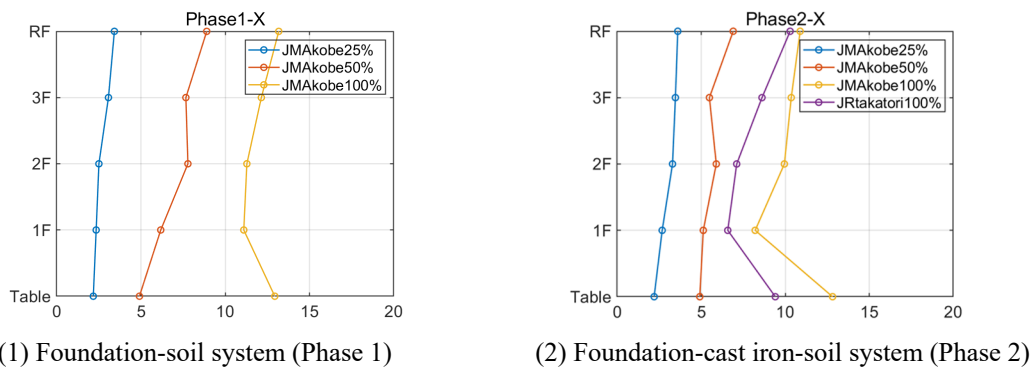 Phase1-X
RF
3F
2F
1F
Table
0
5
10
15
20
JMAkobe25%
JMAkobe50%
JMAkobe100%
(1) Foundation-soil system (Phase 1)
Phase2-X
RF
3F
2F
1F
Table
0
5
10
15
20
JMAkobe25%
JMAkobe50%
JMAkobe100%
JRtakatori100%
(2) Foundation-cast iron-soil system (Phase 2)